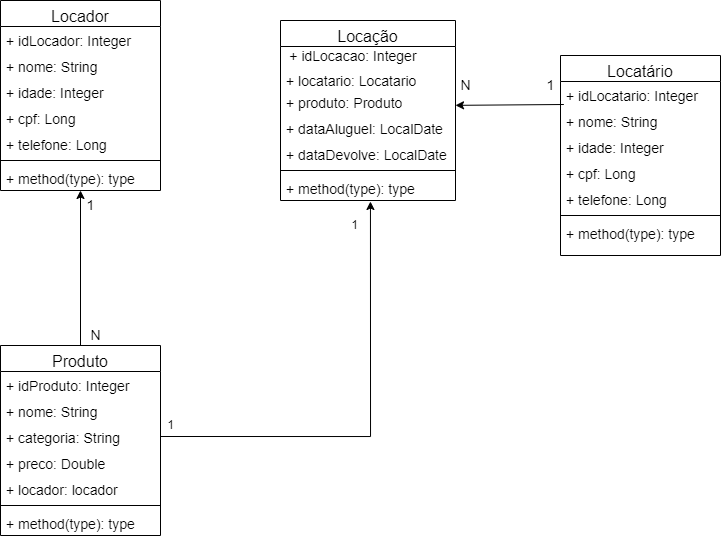 Locador
+ idLocador: Integer
+ nome: String
+ idade: Integer
+ cpf: Long
+ telefone: Long
+ method(type): type
1
Locação
+ idLocacao: Integer
+ locatario: Locatario
+ produto: Produto
+ dataAluguel: LocalDate
+ dataDevolve: LocalDate
+ method(type): type
N
1
1
Locatário
+ idLocatario: Integer
+ nome: String
+ idade: Integer
+ cpf: Long
+ telefone: Long
+ method(type): type
N
Produto
+ idProduto: Integer
+ nome: String
+ categoria: String
+ preco: Double
+ locador: locador
+ method(type): type
1